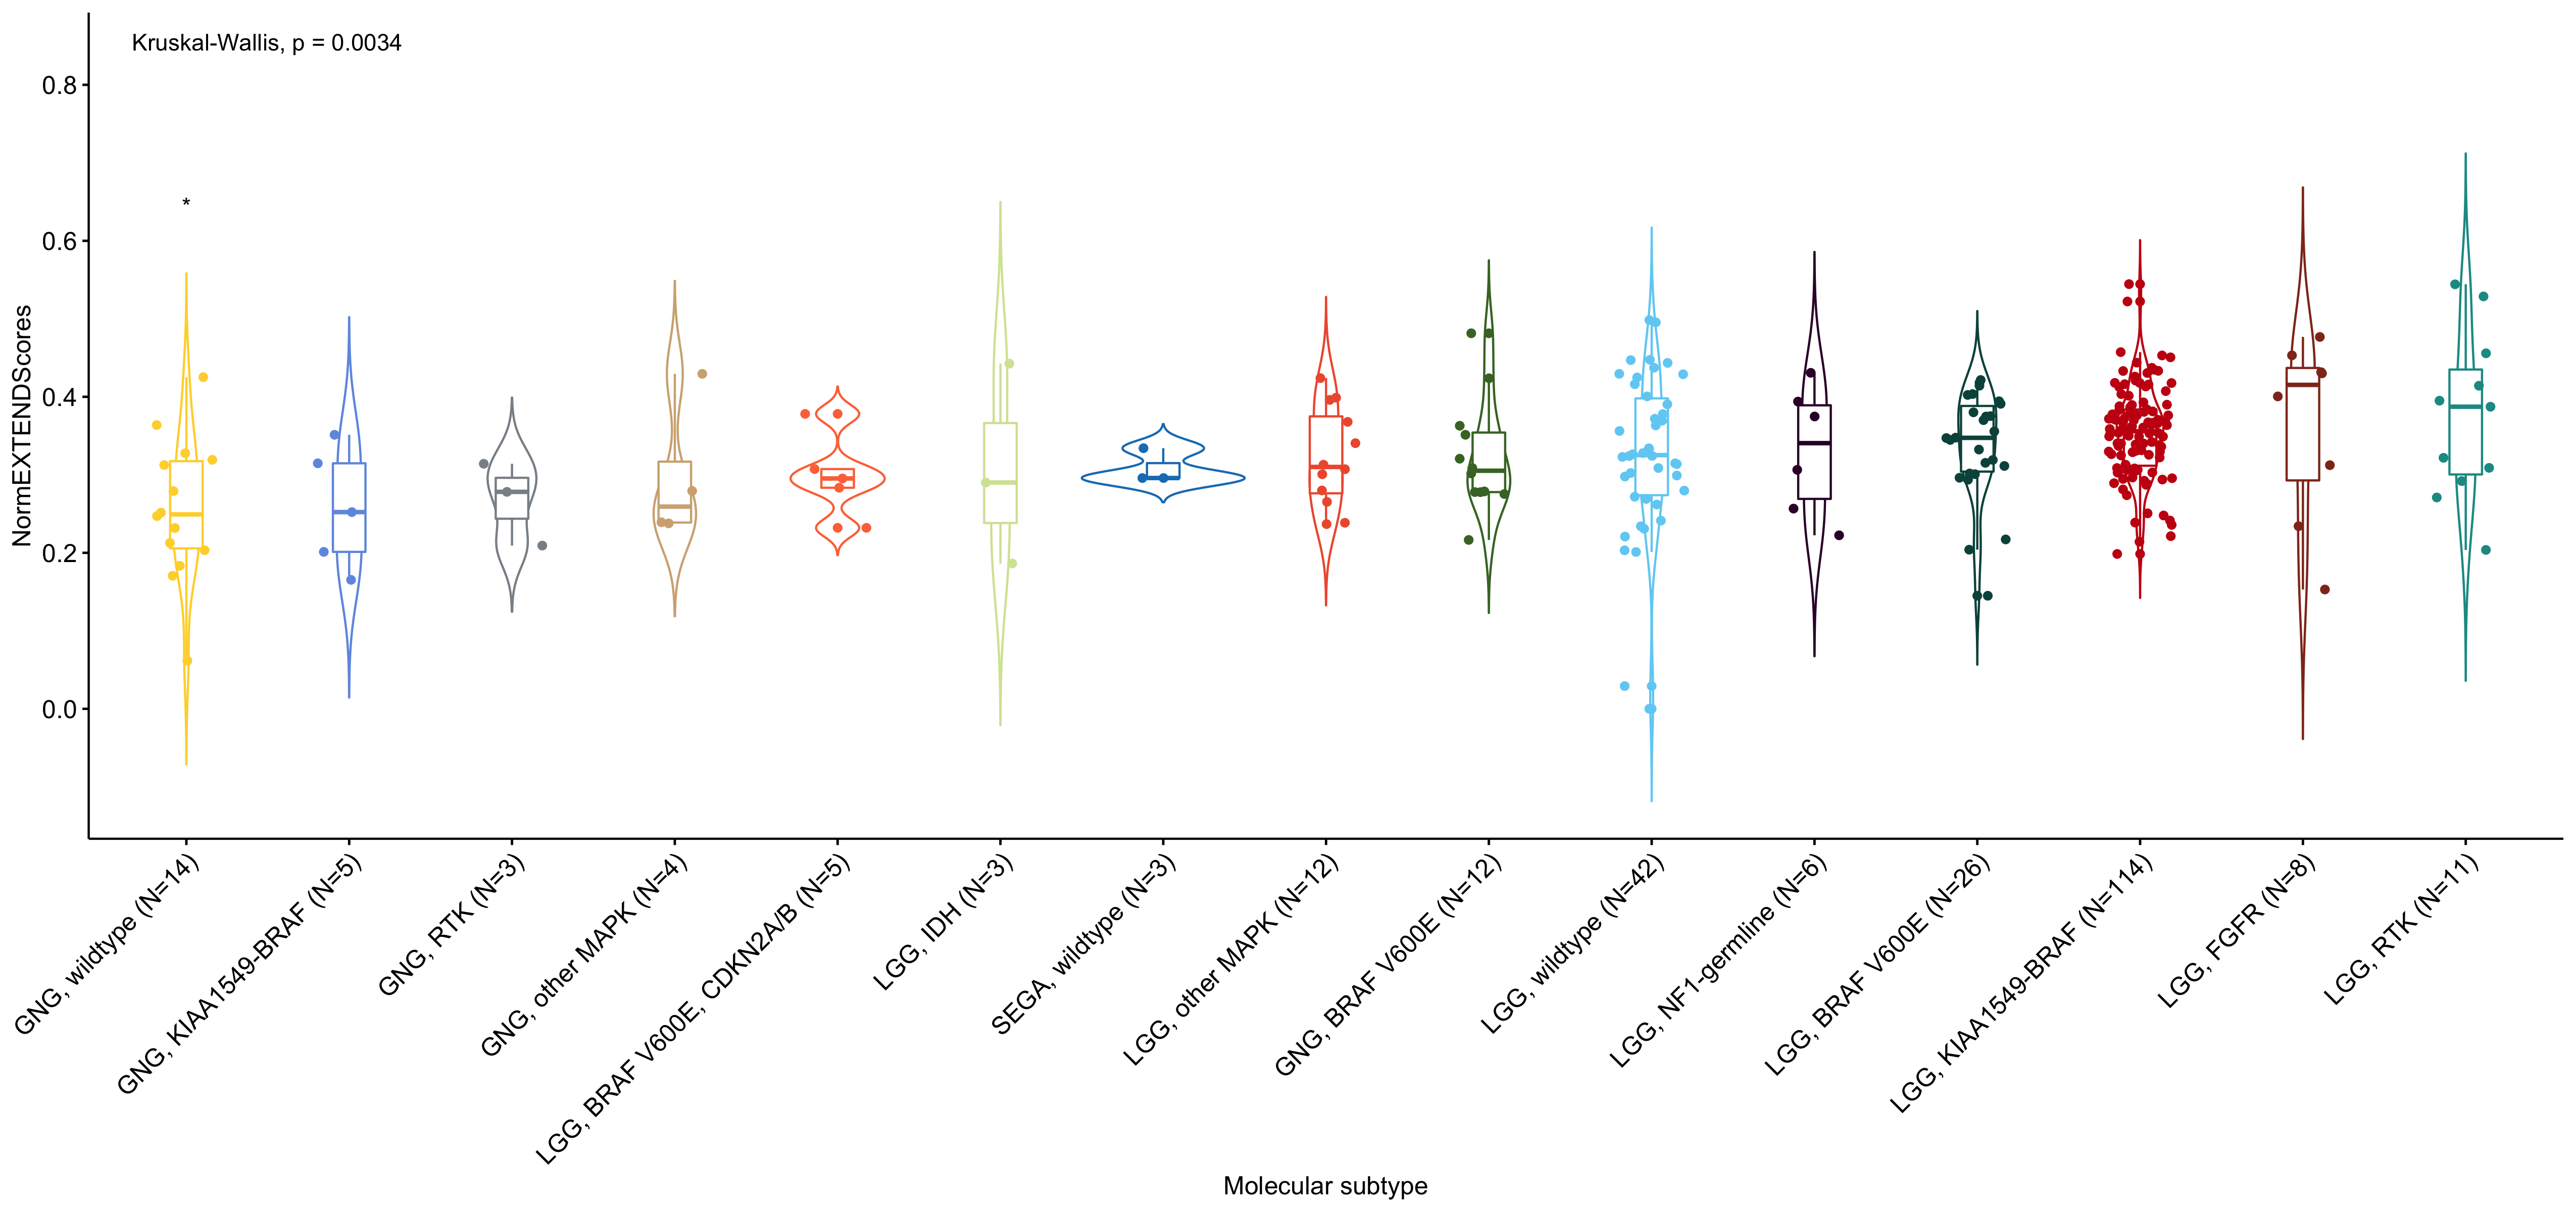 Kruskal-Wallis, p = 0.0034
*
NormEXTENDScores
0.8
0.6
0.4
0.2
0.0
GNG, wildtype (N=14)
GNG, KIAA1549-BRAF (N=5)
GNG, RTK (N=3)
GNG, other MAPK (N=4)
LGG, BRAF V600E, CDKN2A/B (N=5)
LGG, IDH (N=3)
SEGA, wildtype (N=3)
LGG, other MAPK (N=12)
GNG, BRAF V600E (N=12)
LGG, wildtype (N=42)
LGG, NF1-germline (N=6)
LGG, BRAF V600E (N=26)
LGG, KIAA1549-BRAF (N=114)
LGG, FGFR (N=8)
LGG, RTK (N=11)
Molecular subtype